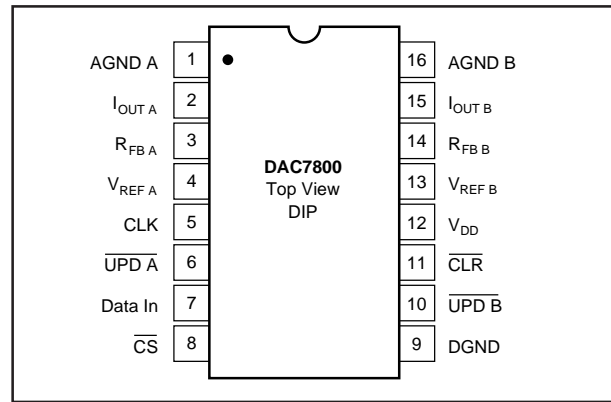 AGND A 1 16 AGND B
IOUT A 2 15 IOUT B
RFB A 3 14 RFB B
DAC7800
VREF A 4 13 VREF B
Top View
DIP
CLK 5 12 VDD
UPD A 6 11 CLR
Data In 7 10 UPD B
CS 8 9 DGND